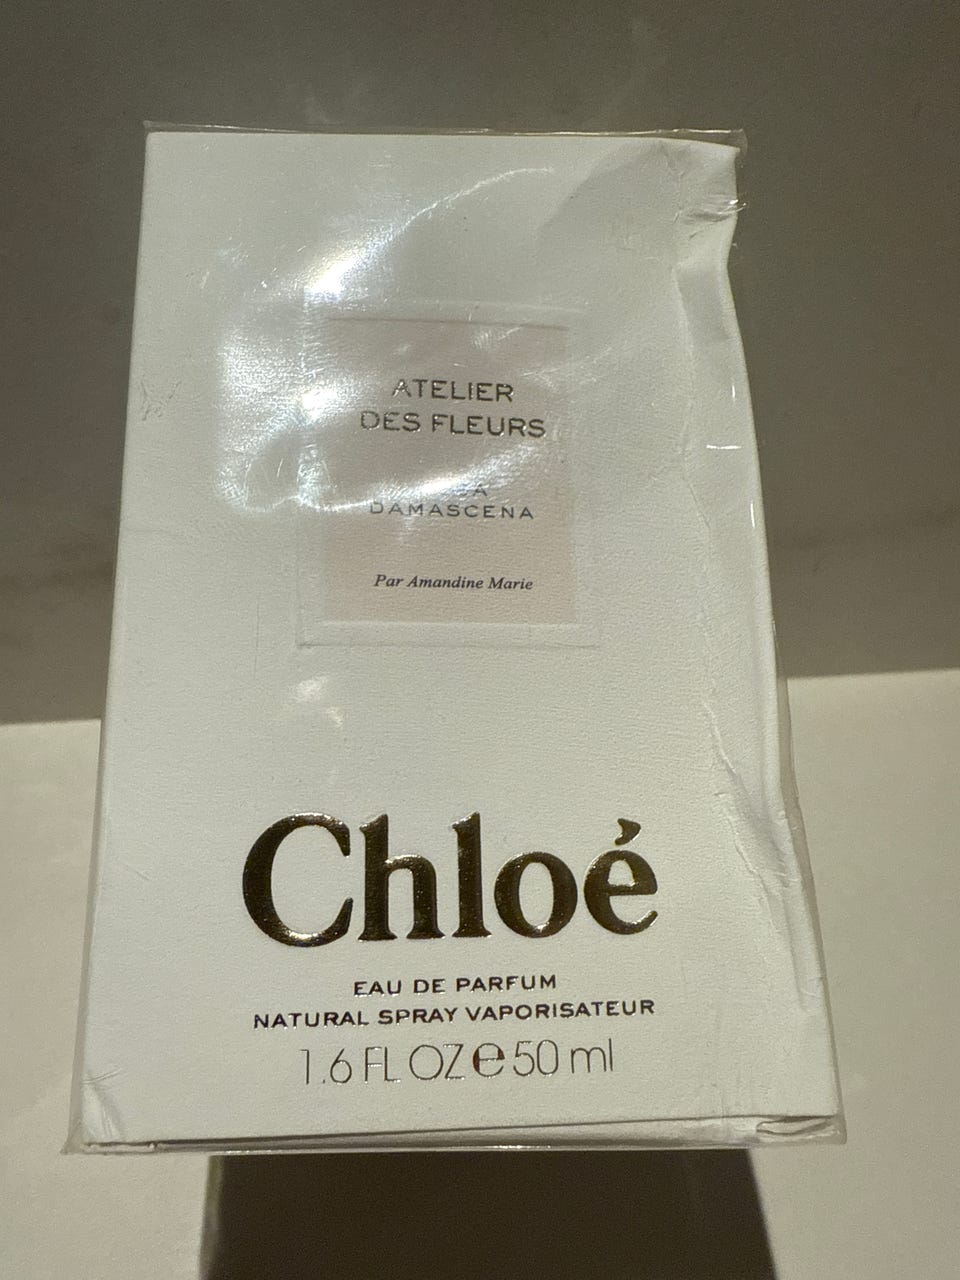 ATELIER
DES FLEURS
DAMASCENA
Par Amandine Marie
Chloé
EAU DE PARFUM
NATURAL SPRAY VAPORISATEUR
1.6 FL OZ e 50 ml